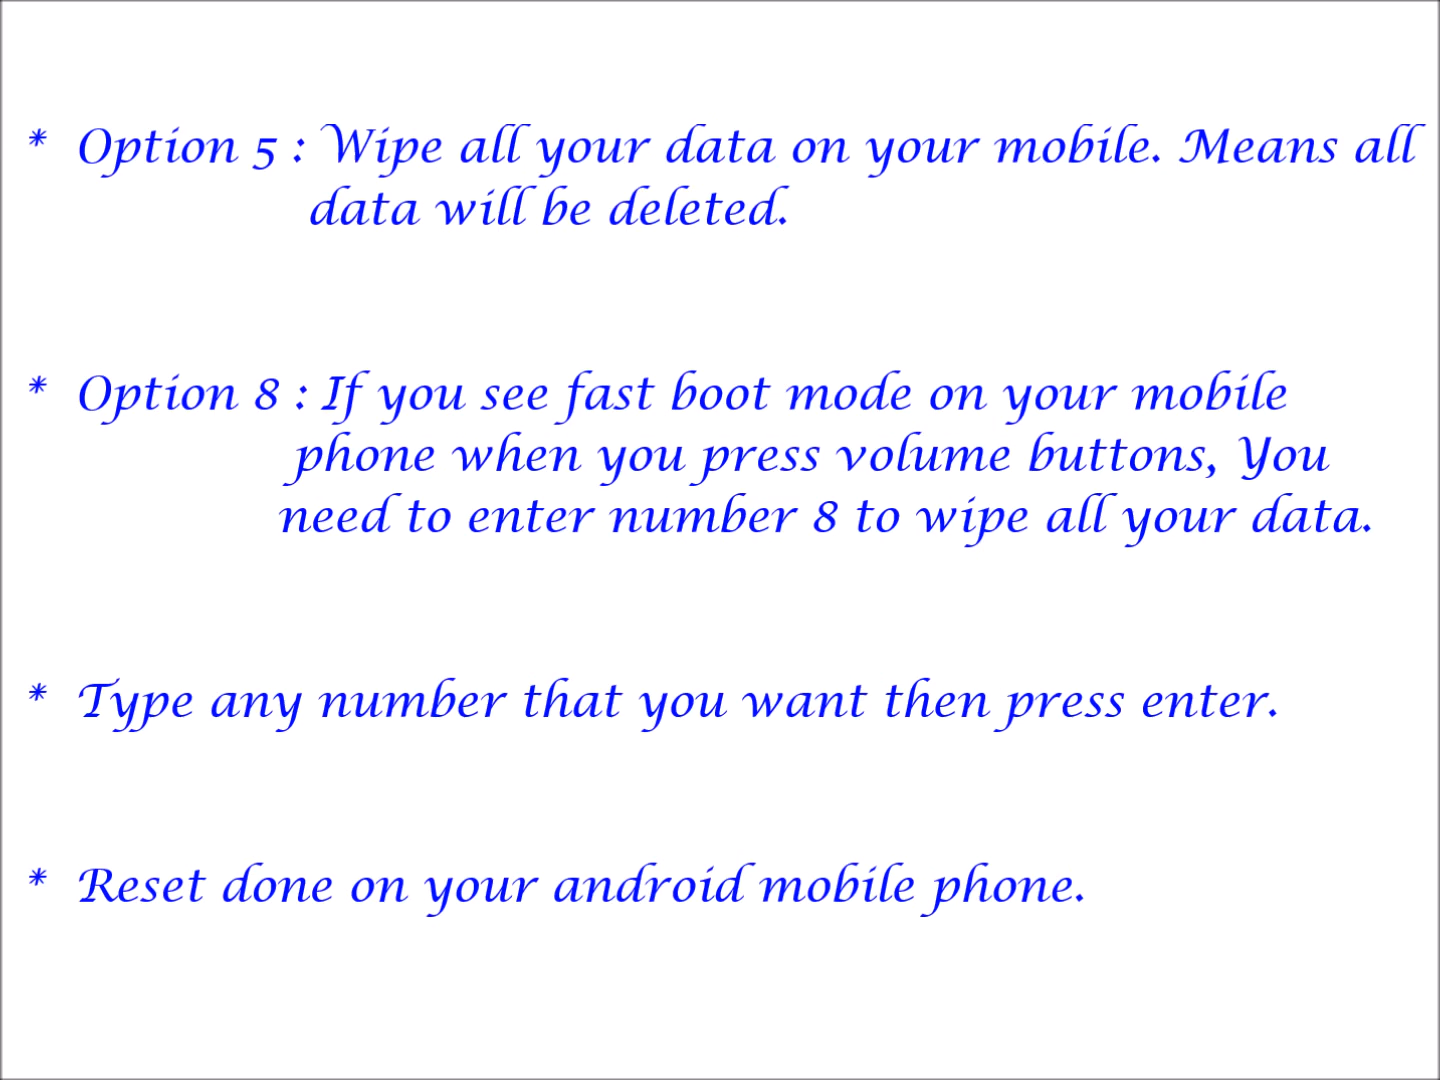 * Option 5 : Wipe all your data on your mobile. Means all
data will be deleted.
* Option 8 : If you see fast boot mode on your mobile
phone when you press volume buttons, You
need to enter number 8 to wipe all your data.
* Type any number that you want then press enter.
* Reset done on your android mobile phone.